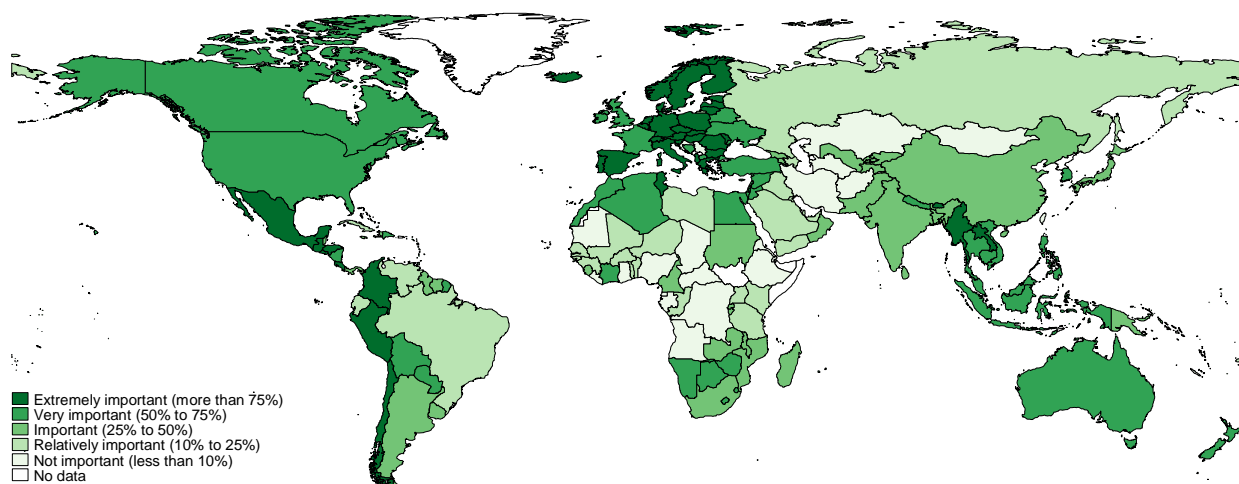 Extremely important (more than 75%)
Very important (50% to 75%)
Important (25% to 50%)
Relatively important (10% to 25%)
Not important (less than 10%)
No data